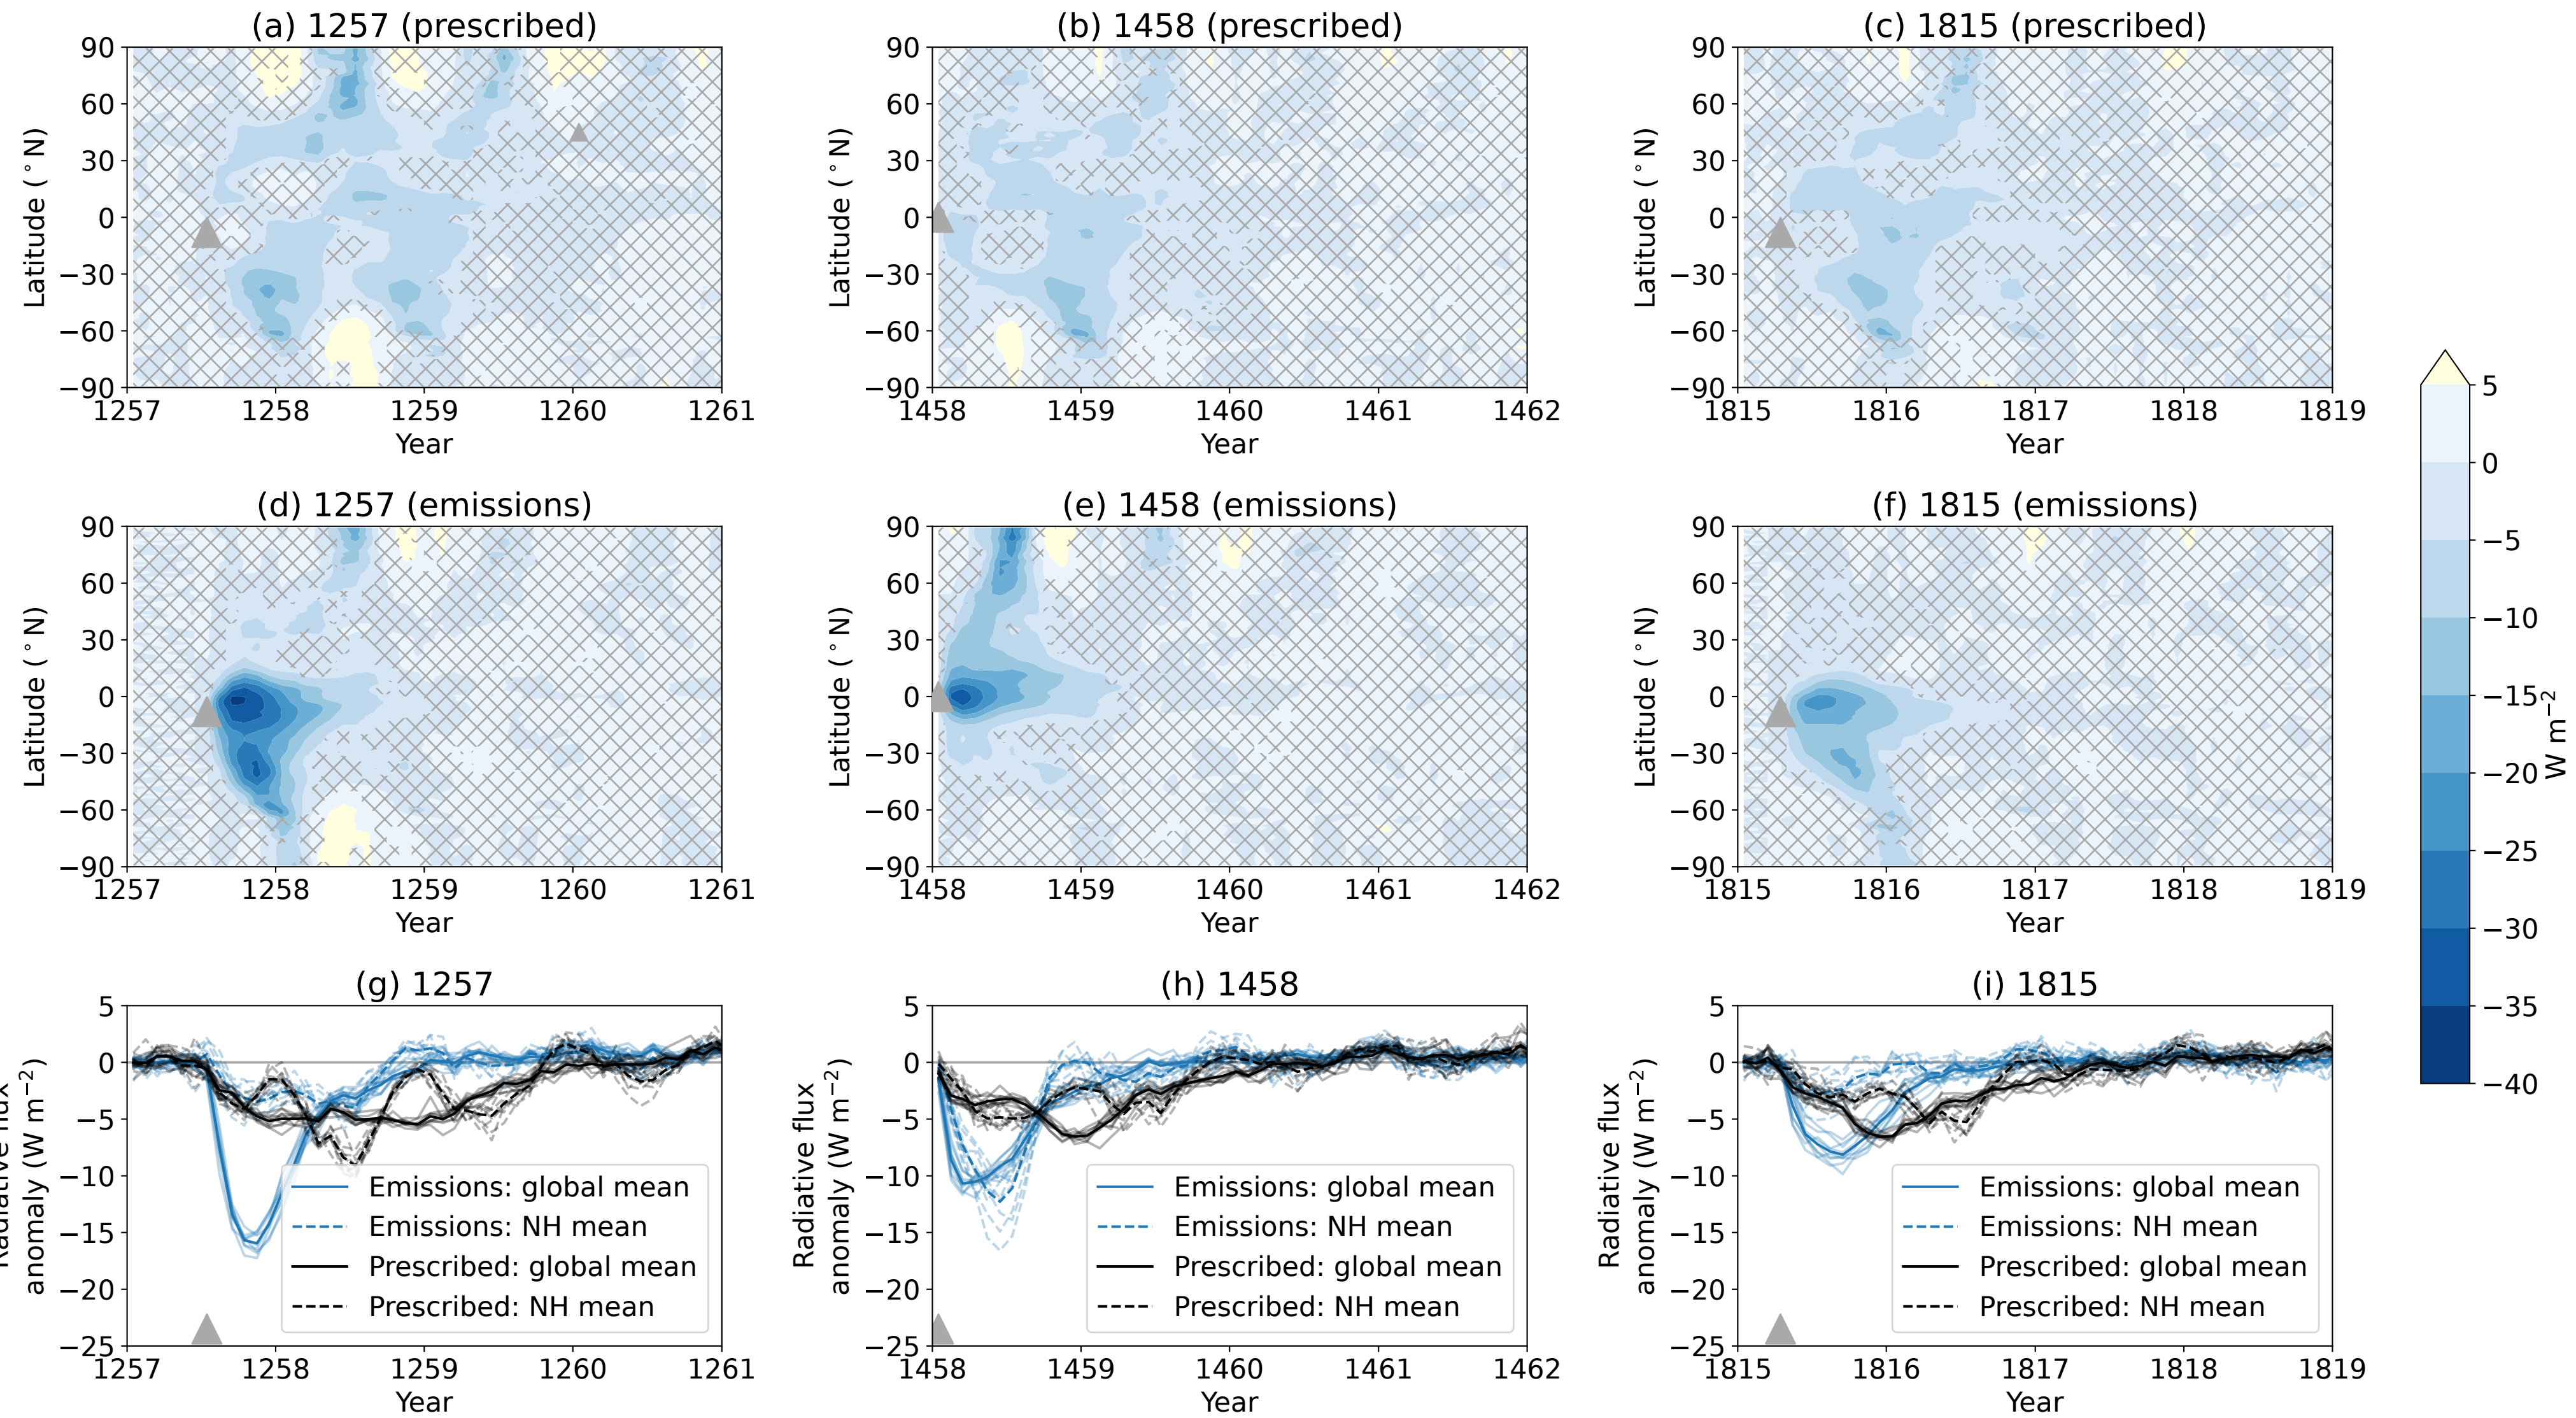 (a) 1257 (prescribed)
(b) 1458 (prescribed)
(c) 1815 (prescribed)
Latitude (° N)
90
60
30
0
−30
−60
−90
1257 1258 1259 1260 1261
Year
Latitude (° N)
90
60
30
0
−30
−60
−90
1458 1459 1460 1461 1462
Year
Latitude (° N)
90
60
30
0
−30
−60
−90
1815 1816 1817 1818 1819
Year
(d) 1257 (emissions)
(e) 1458 (emissions)
(f) 1815 (emissions)
Latitude (° N)
90
60
30
0
−30
−60
−90
1257 1258 1259 1260 1261
Year
Latitude (° N)
90
60
30
0
−30
−60
−90
1458 1459 1460 1461 1462
Year
Latitude (° N)
90
60
30
0
−30
−60
−90
1815 1816 1817 1818 1819
Year
5
0
−5
−10
−15
−20
−25
−30
−35
−40
W m−2
(g) 1257
(h) 1458
(i) 1815
flux
anomaly (W m−2)
5
0
−5
−10
−15
−20
−25
Emissions: global mean
Emissions: NH mean
Prescribed: global mean
Prescribed: NH mean
1257 1258 1259 1260 1261
Year
Radiative flux
anomaly (W m−2)
5
0
−5
−10
−15
−20
−25
Emissions: global mean
Emissions: NH mean
Prescribed: global mean
Prescribed: NH mean
1458 1459 1460 1461 1462
Year
Radiative flux
anomaly (W m−2)
5
0
−5
−10
−15
−20
−25
Emissions: global mean
Emissions: NH mean
Prescribed: global mean
Prescribed: NH mean
1815 1816 1817 1818 1819
Year